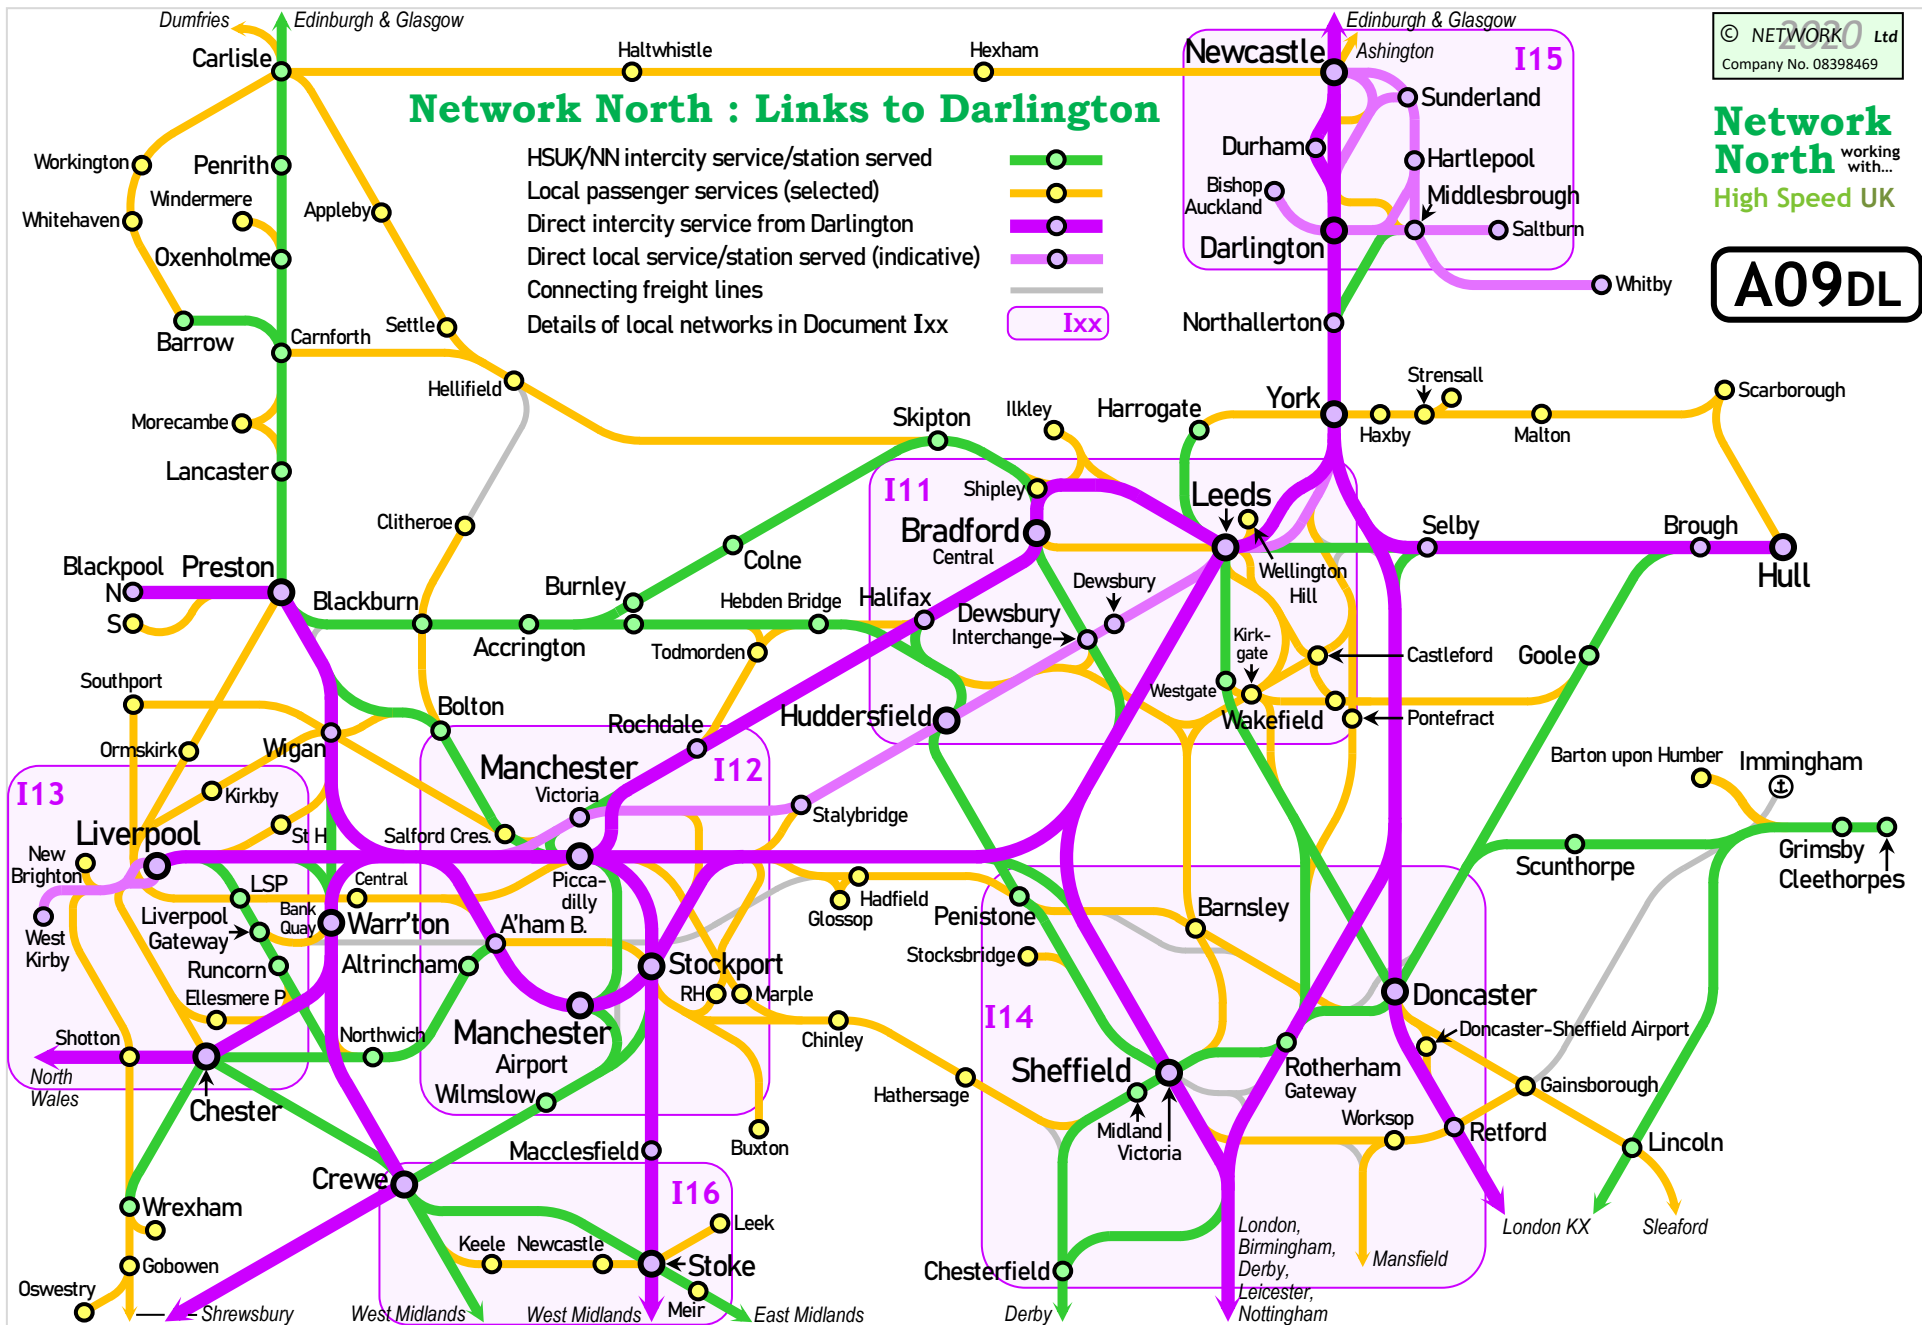 Dumfries
Edinburgh & Glasgow
Edinburgh & Glasgow
Ashington
© NETWORK 2020 Ltd
Company No. 08398469
Carlisle
Haltwhistle
Hexham
Newcastle
I15
Network North : Links to Darlington
Sunderland
Network
North working
with...
High Speed UK
HSUK/NN intercity service/station served
Local passenger services (selected)
Direct intercity service from Darlington
Direct local service/station served (indicative)
Connecting freight lines
Details of local networks in Document Ixx
Ixx
Workington
Penrith
Windermere
Whitehaven
Appleby
Oxenholme
Durham
Hartlepool
Bishop
Auckland
Middlesbrough
Saltburn
Darlington
Whitby
A09DL
Barrow
Carnforth
Settle
Northallerton
Hellifield
Strensall
Scarborough
Morecambe
Skipton
Ilkley
Harrogate
York
Haxby
Malton
Lancaster
I11
Shipley
Leeds
Clitheroe
Bradford
Central
Colne
Selby
Brough
Hull
Wellington
Hill
Blackpool
N
S
Preston
Blackburn
Burnley
Accrington
Hebden Bridge
Halifax
Todmorden
Dewsbury
Dewsbury
Interchange
Kirk-
gate
Castleford
Goole
Westgate
Wakefield
Pontefract
Southport
Bolton
Rochdale
Huddersfield
Ormskirk
Wigan
Manchester
Victoria
I12
Barton upon Humber
Immingham
I13
Kirkby
Liverpool
St H
Salford Cres.
Stalybridge
New
Brighton
Picca-
dilly
Scunthorpe
Grimsby
Cleethorpes
LSP
Central
Hadfield
Glossop
Penistone
Barnsley
West
Kirby
Liverpool
Gateway
Bank
Quay
Warr'ton
A'ham B.
Runcorn
Altrincham
Stockport
Stocksbridge
Ellesmere P
RH
Marple
Doncaster
I14
Shotton
Northwich
Manchester
Airport
Chinley
Doncaster-Sheffield Airport
North
Wales
Chester
Wilmslow
Hathersage
Sheffield
Rotherham
Gateway
Gainsborough
Midland
Victoria
Worksop
Retford
Lincoln
Macclesfield
Buxton
Crewe
I16
Wrexham
Leek
Keele
Newcastle
Stoke
Meir
Gobowen
Oswestry
Shrewsbury
West Midlands
West Midlands
East Midlands
Chesterfield
Derby
London,
Birmingham,
Derby,
Leicester,
Nottingham
Mansfield
London KX
Sleaford